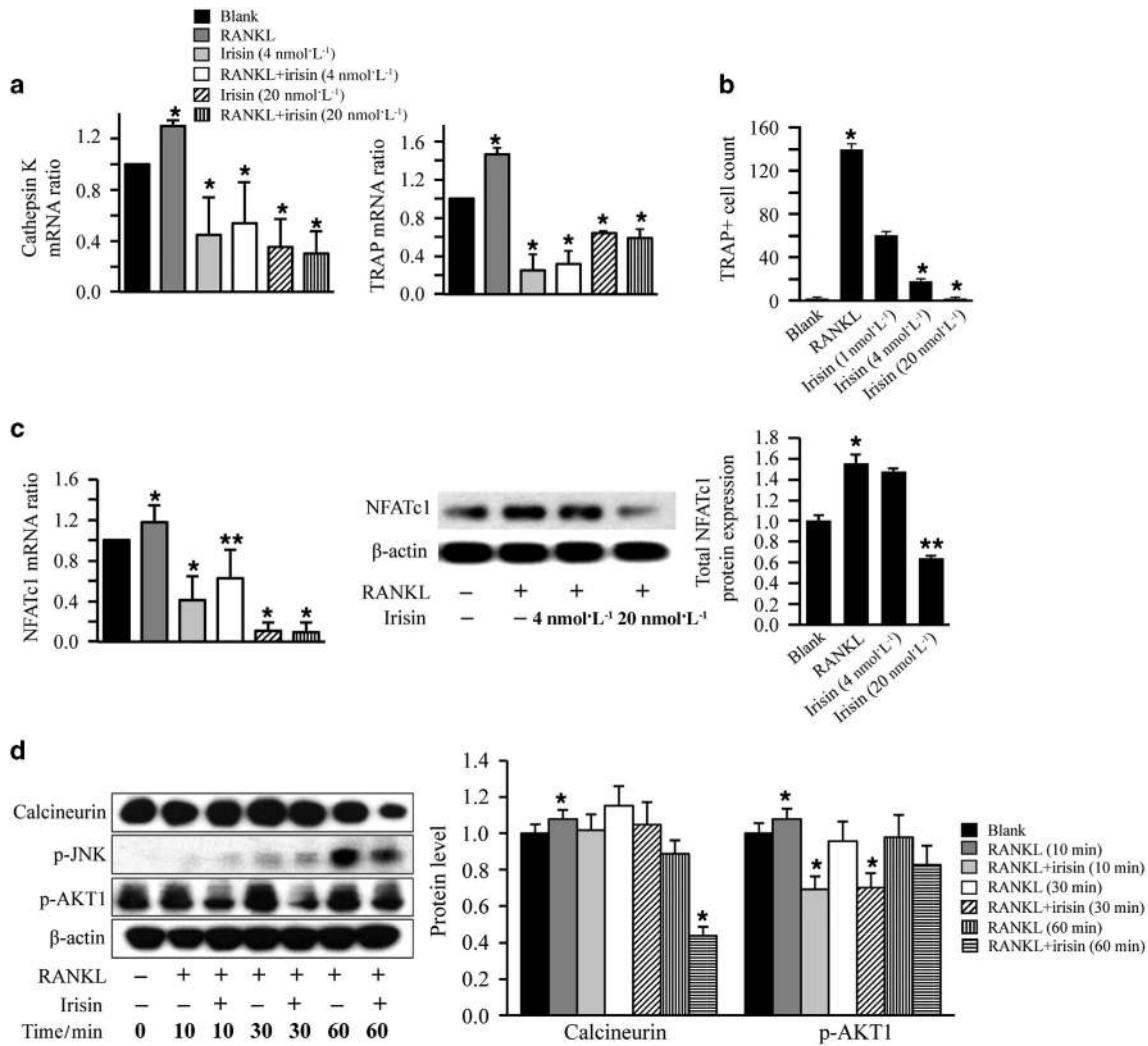 Blank
RANKL
Irisin (4 nmol·L⁻¹)
RANKL+irisin (4 nmol·L⁻¹)
Irisin (20 nmol·L⁻¹)
RANKL+irisin (20 nmol·L⁻¹)
a
Cathepsin K
mRNA ratio
1.2
0.8
0.4
0.0
*
*
*
*
*
TRAP mRNA ratio
1.6
1.2
0.8
0.4
0.0
*
*
*
*
*
b
TRAP+ cell count
160
120
80
40
0
*
*
*
Blank
RANKL
Irisin (1 nmol·L⁻¹)
Irisin (4 nmol·L⁻¹)
Irisin (20 nmol·L⁻¹)
c
NFATc1 mRNA ratio
1.6
1.2
0.8
0.4
0.0
*
*
**
*
*
NFATc1
β-actin
RANKL – + + +
Irisin – – 4 nmol·L⁻¹ 20 nmol·L⁻¹
Total NFATc1
protein expression
1.8
1.6
1.4
1.2
1.0
0.8
0.6
0.4
0.2
0.0
*
**
Blank
RANKL
Irisin (4 nmol·L⁻¹)
Irisin (20 nmol·L⁻¹)
d
Calcineurin
p-JNK
p-AKT1
β-actin
RANKL – + + + + + +
Irisin – – + – + – +
Time/min 0 10 10 30 30 60 60
Protein level
1.4
1.2
1.0
0.8
0.6
0.4
0.2
0.0
*
*
*
*
*
Calcineurin
p-AKT1
Blank
RANKL (10 min)
RANKL+irisin (10 min)
RANKL (30 min)
RANKL+irisin (30 min)
RANKL (60 min)
RANKL+irisin (60 min)